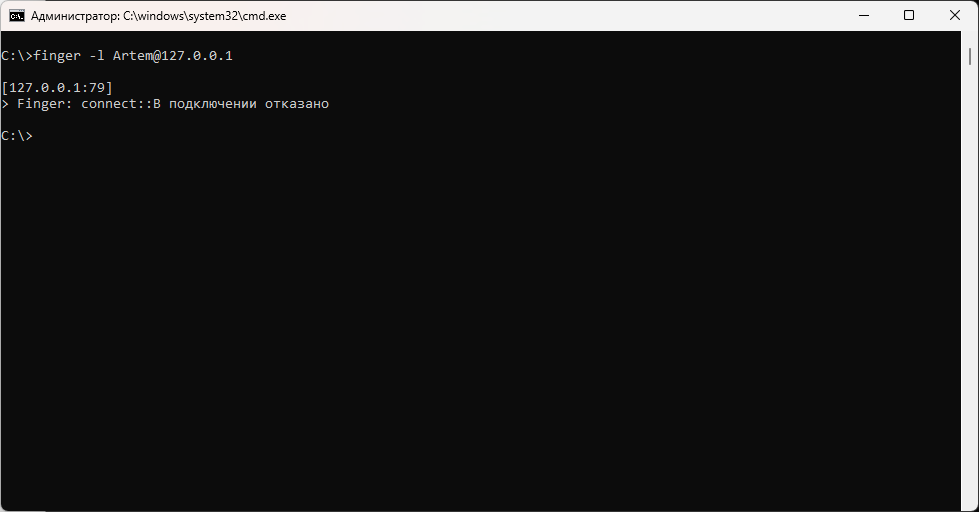 Администратор: C:\windows\system32\cmd.exe
C:\>finger -l Artem@127.0.0.1
[127.0.0.1:79]
> Finger: connect::В подключении отказано
C:\>